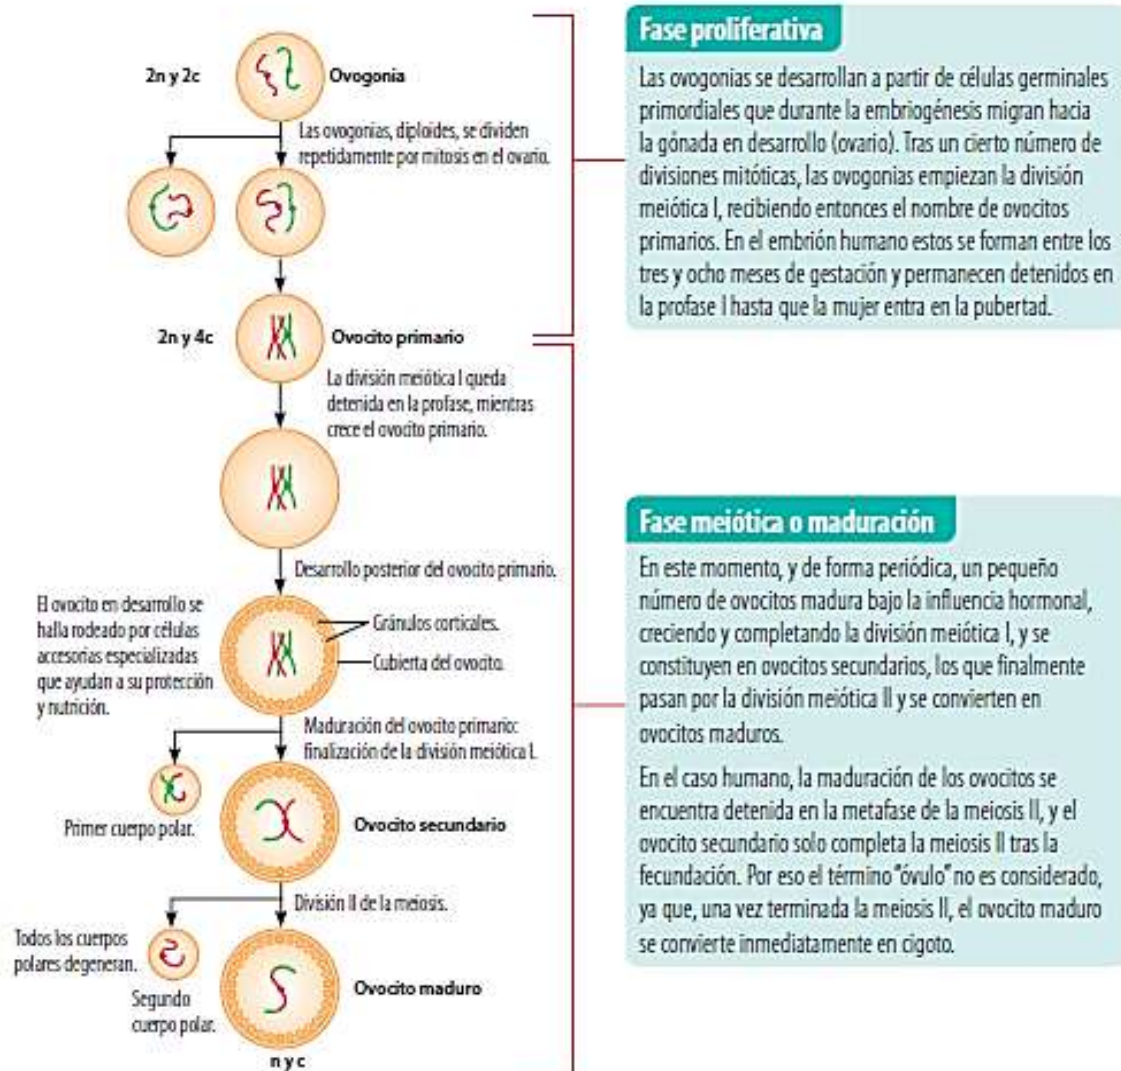 2n y 2c
Ovogonia
Las ovogonias, diploides, se dividen
repetidamente por mitosis en el ovario.
2n y 4c
Ovocito primario
La división meiótica I queda
detenida en la profase, mientras
crece el ovocito primario.
Desarrollo posterior del ovocito primario.
El ovocito en desarrollo se
halla rodeado por células
accesorias especializadas
que ayudan a su protección
y nutrición.
Gránulos corticales.
Cubierta del ovocito.
Maduración del ovocito primario:
finalización de la división meiótica I.
Primer cuerpo polar.
Ovocito secundario
División II de la meiosis.
Todos los cuerpos
polares degeneran.
Segundo
cuerpo polar.
Ovocito maduro
n y c
Fase proliferativa
Las ovogonias se desarrollan a partir de células germinales
primordiales que durante la embriogénesis migran hacia
la gónada en desarrollo (ovario). Tras un cierto número de
divisiones mitóticas, las ovogonias empiezan la división
meiótica I, recibiendo entonces el nombre de ovocitos
primarios. En el embrión humano estos se forman entre los
tres y ocho meses de gestación y permanecen detenidos en
la profase I hasta que la mujer entra en la pubertad.
Fase meiótica o maduración
En este momento, y de forma periódica, un pequeño
número de ovocitos madura bajo la influencia hormonal,
creciendo y completando la división meiótica I, y se
constituyen en ovocitos secundarios, los que finalmente
pasan por la división meiótica II y se convierten en
ovocitos maduros.
En el caso humano, la maduración de los ovocitos se
encuentra detenida en la metafase de la meiosis II, y el
ovocito secundario solo completa la meiosis II tras la
fecundación. Por eso el término "óvulo" no es considerado,
ya que, una vez terminada la meiosis II, el ovocito maduro
se convierte inmediatamente en cigoto.